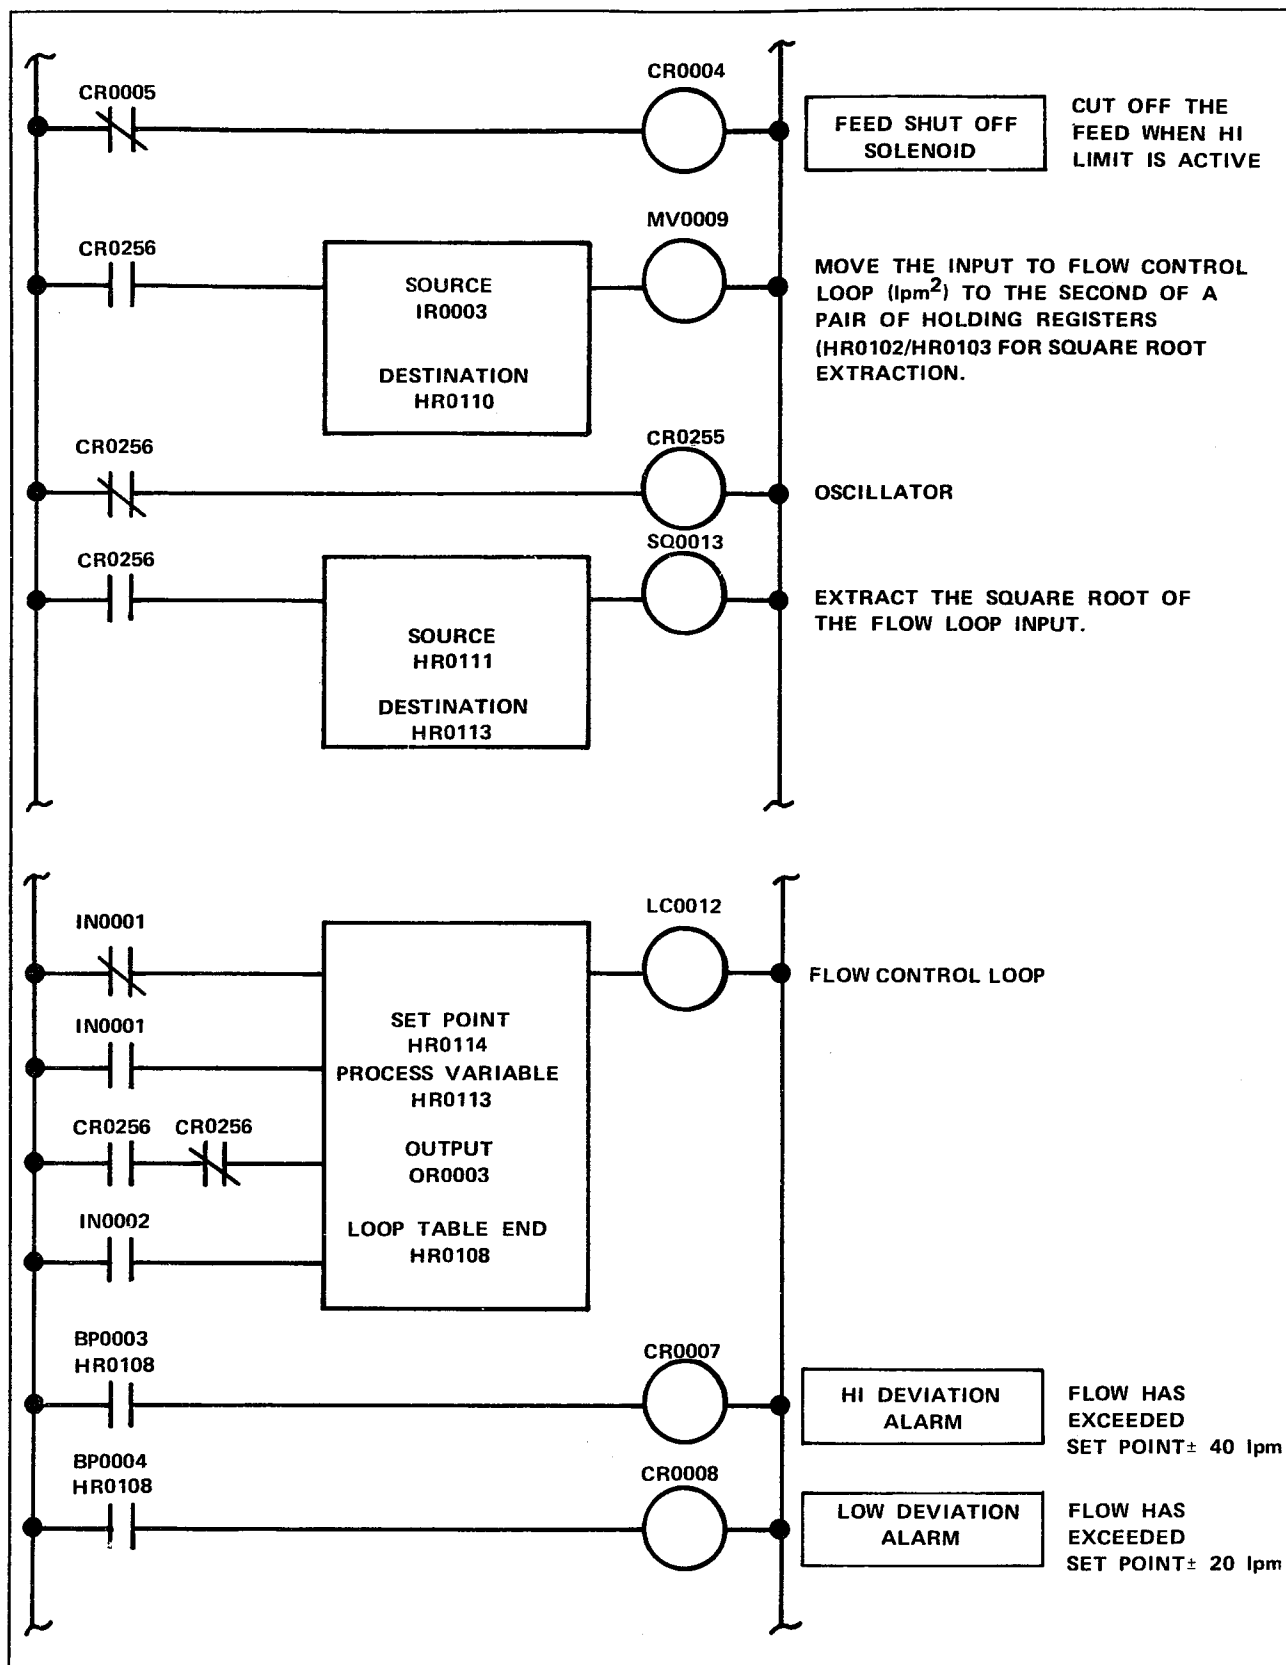 CR0005
CR0004
FEED SHUT OFF
SOLENOID
CUT OFF THE
FEED WHEN HI
LIMIT IS ACTIVE
CR0256
SOURCE
IR0003
DESTINATION
HR0110
MV0009
MOVE THE INPUT TO FLOW CONTROL
LOOP (lpm²) TO THE SECOND OF A
PAIR OF HOLDING REGISTERS
(HR0102/HR0103 FOR SQUARE ROOT
EXTRACTION.
CR0256
CR0255
OSCILLATOR
CR0256
SOURCE
HR0111
DESTINATION
HR0113
SQ0013
EXTRACT THE SQUARE ROOT OF
THE FLOW LOOP INPUT.
IN0001
LC0012
FLOW CONTROL LOOP
IN0001
SET POINT
HR0114
PROCESS VARIABLE
HR0113
CR0256 CR0256
OUTPUT
OR0003
IN0002
LOOP TABLE END
HR0108
BP0003
HR0108
CR0007
HI DEVIATION
ALARM
FLOW HAS
EXCEEDED
SET POINT± 40 lpm
BP0004
HR0108
CR0008
LOW DEVIATION
ALARM
FLOW HAS
EXCEEDED
SET POINT± 20 lpm